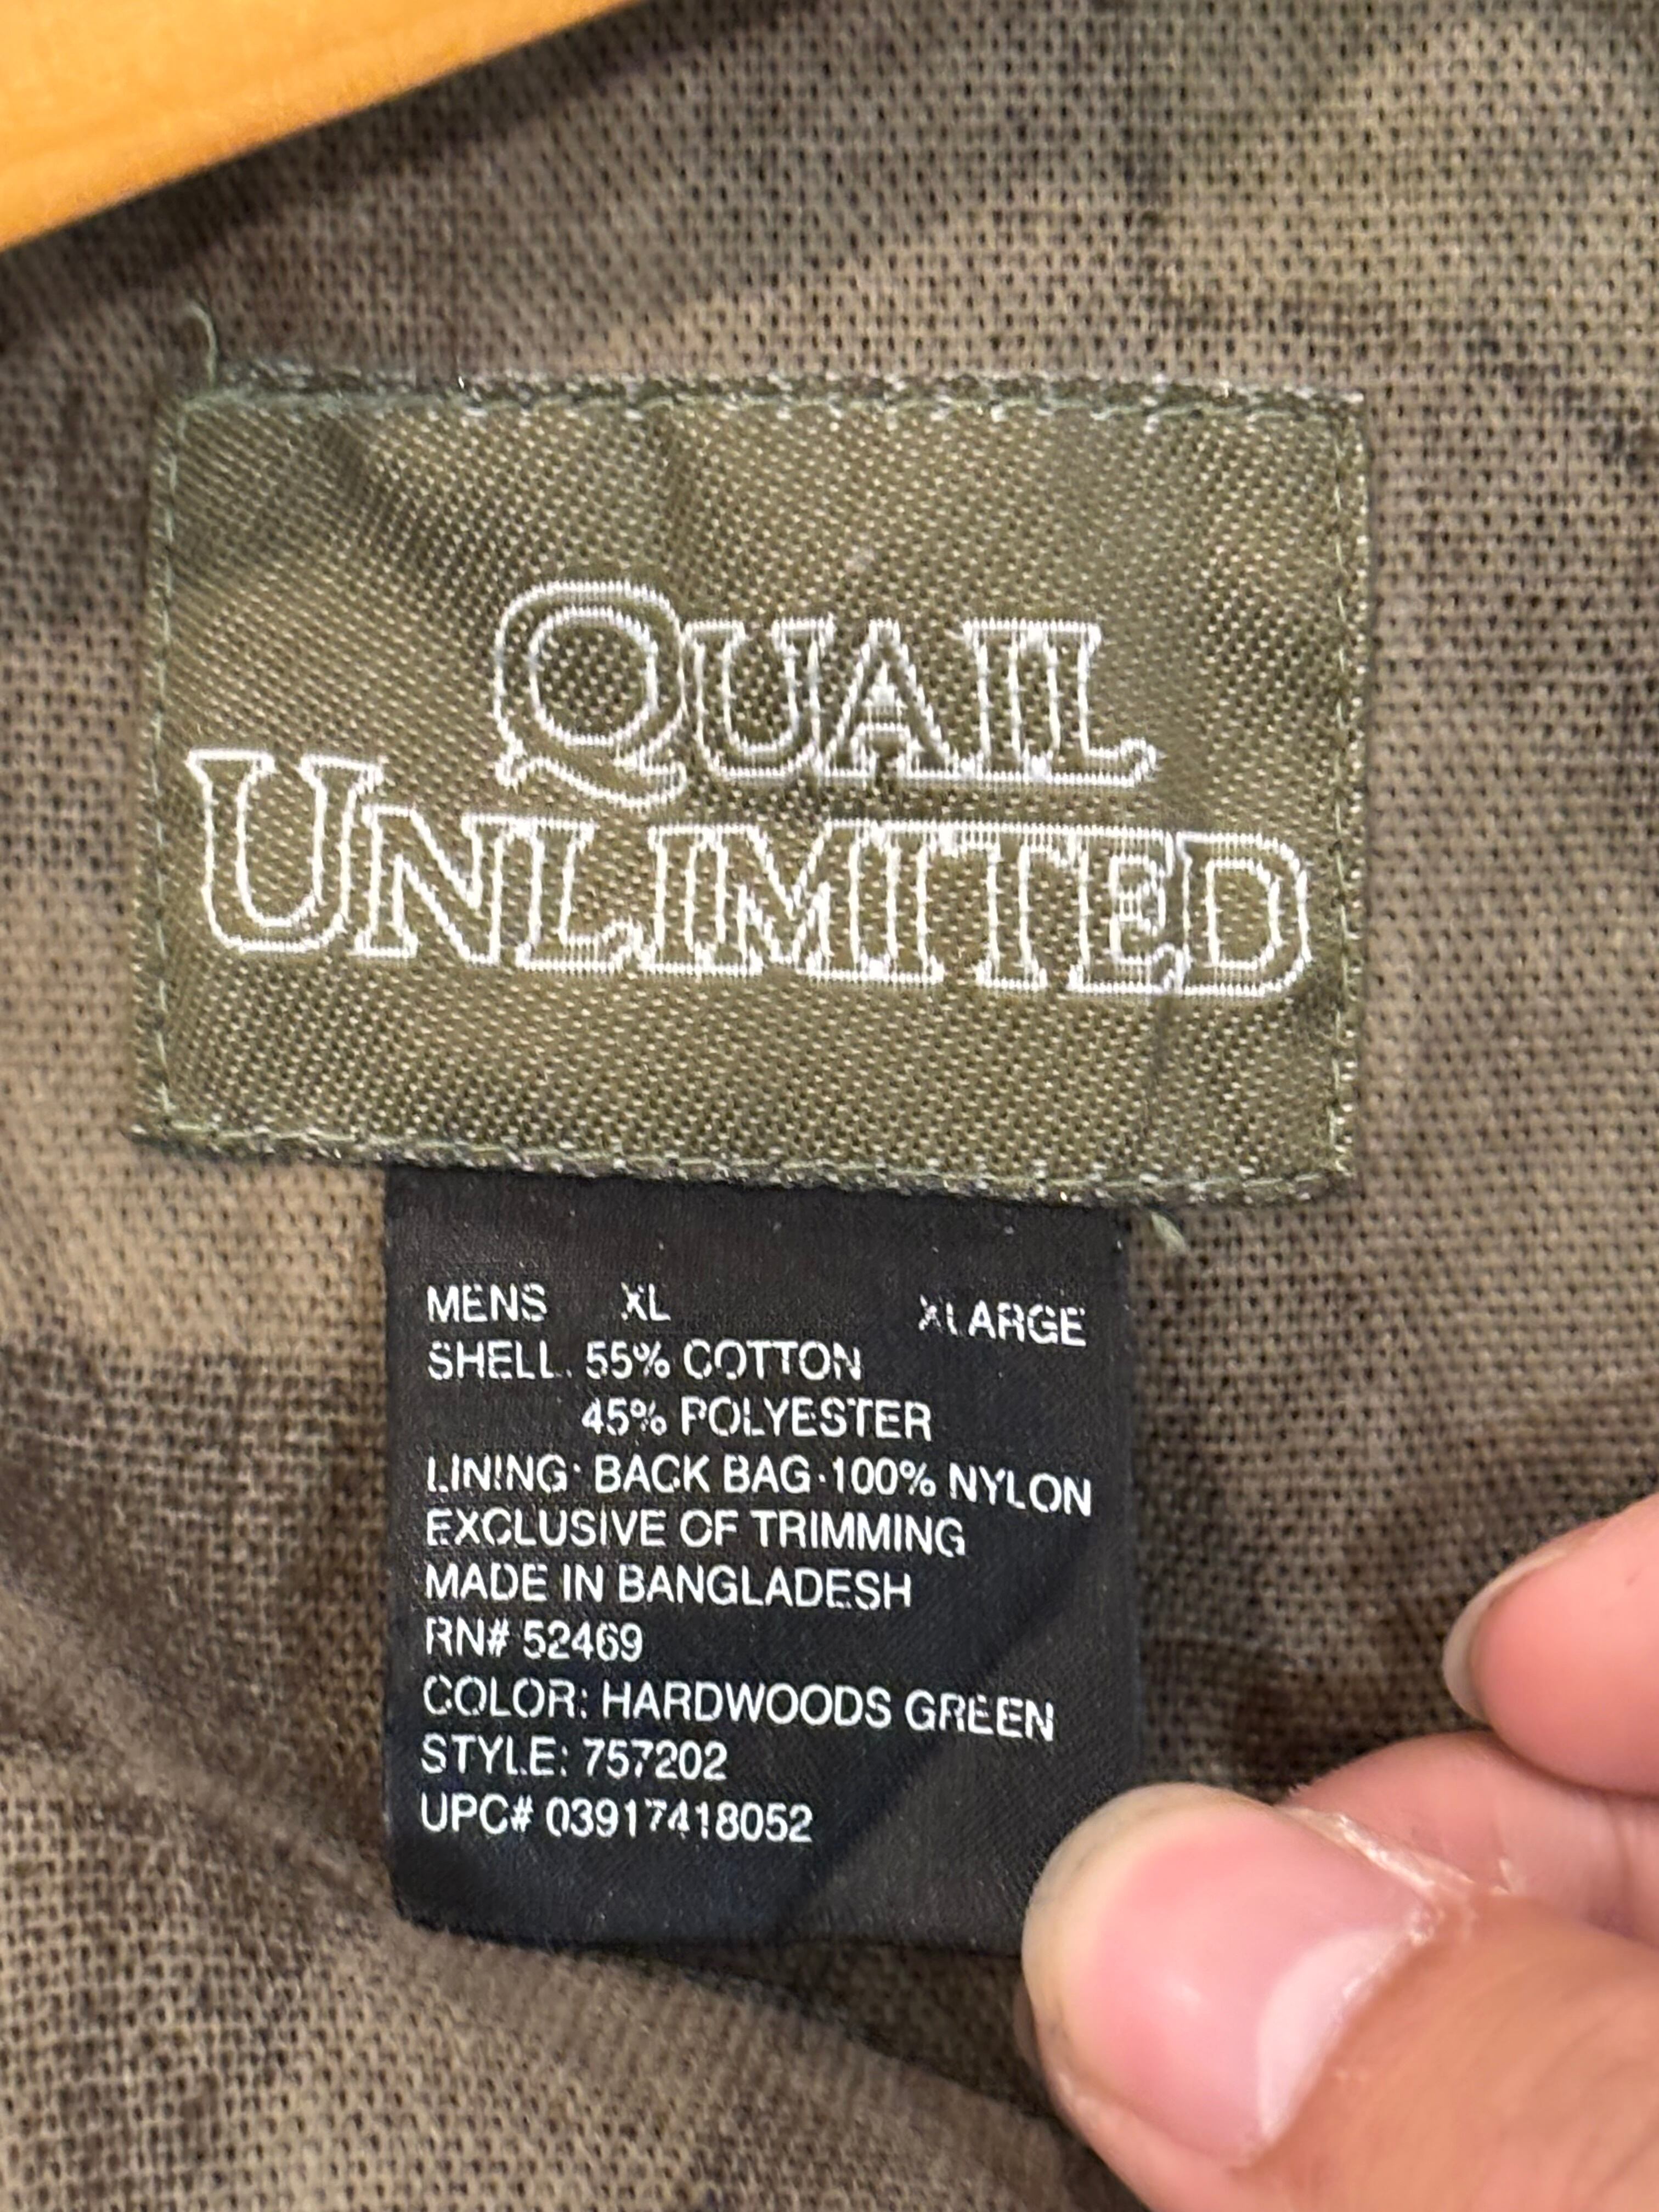 QUAIL
UNLIMITED
MENS XL XLARGE
SHELL. 55% COTTON
45% POLYESTER
LINING: BACK BAG-100% NYLON
EXCLUSIVE OF TRIMMING
MADE IN BANGLADESH
RN# 52469
COLOR: HARDWOODS GREEN
STYLE: 757202
UPC# 03917418052